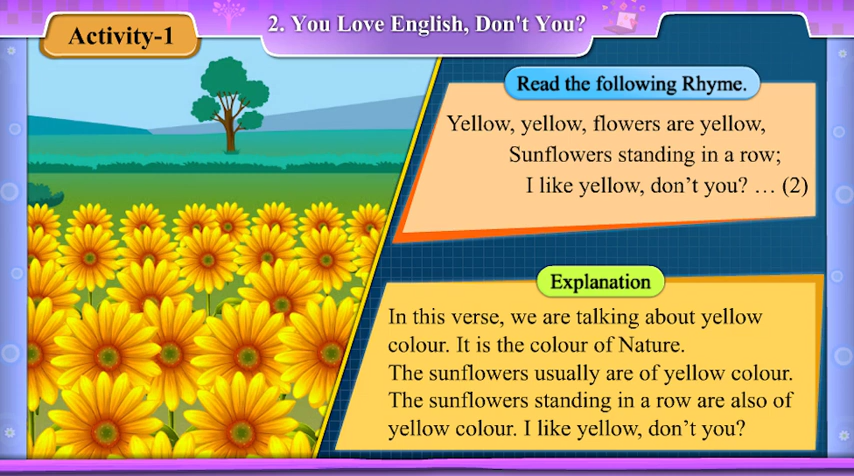 Activity-1
2. You Love English, Don't You?
Read the following Rhyme.
Yellow, yellow, flowers are yellow,
Sunflowers standing in a row;
I like yellow, don't you? … (2)
Explanation
In this verse, we are talking about yellow
colour. It is the colour of Nature.
The sunflowers usually are of yellow colour.
The sunflowers standing in a row are also of
yellow colour. I like yellow, don't you?